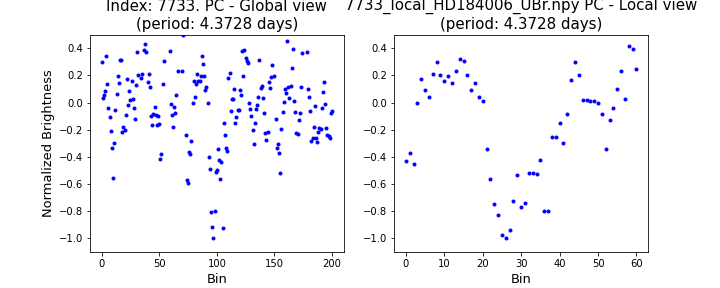 Index: 7733. PC - Global view
(period: 4.3728 days)
7733_local_HD184006_UBr.npy PC - Local view
(period: 4.3728 days)
Normalized Brightness
0.4
0.2
0.0
−0.2
−0.4
−0.6
−0.8
−1.0
0 50 100 150 200
Bin
0.4
0.2
0.0
−0.2
−0.4
−0.6
−0.8
−1.0
0 10 20 30 40 50 60
Bin